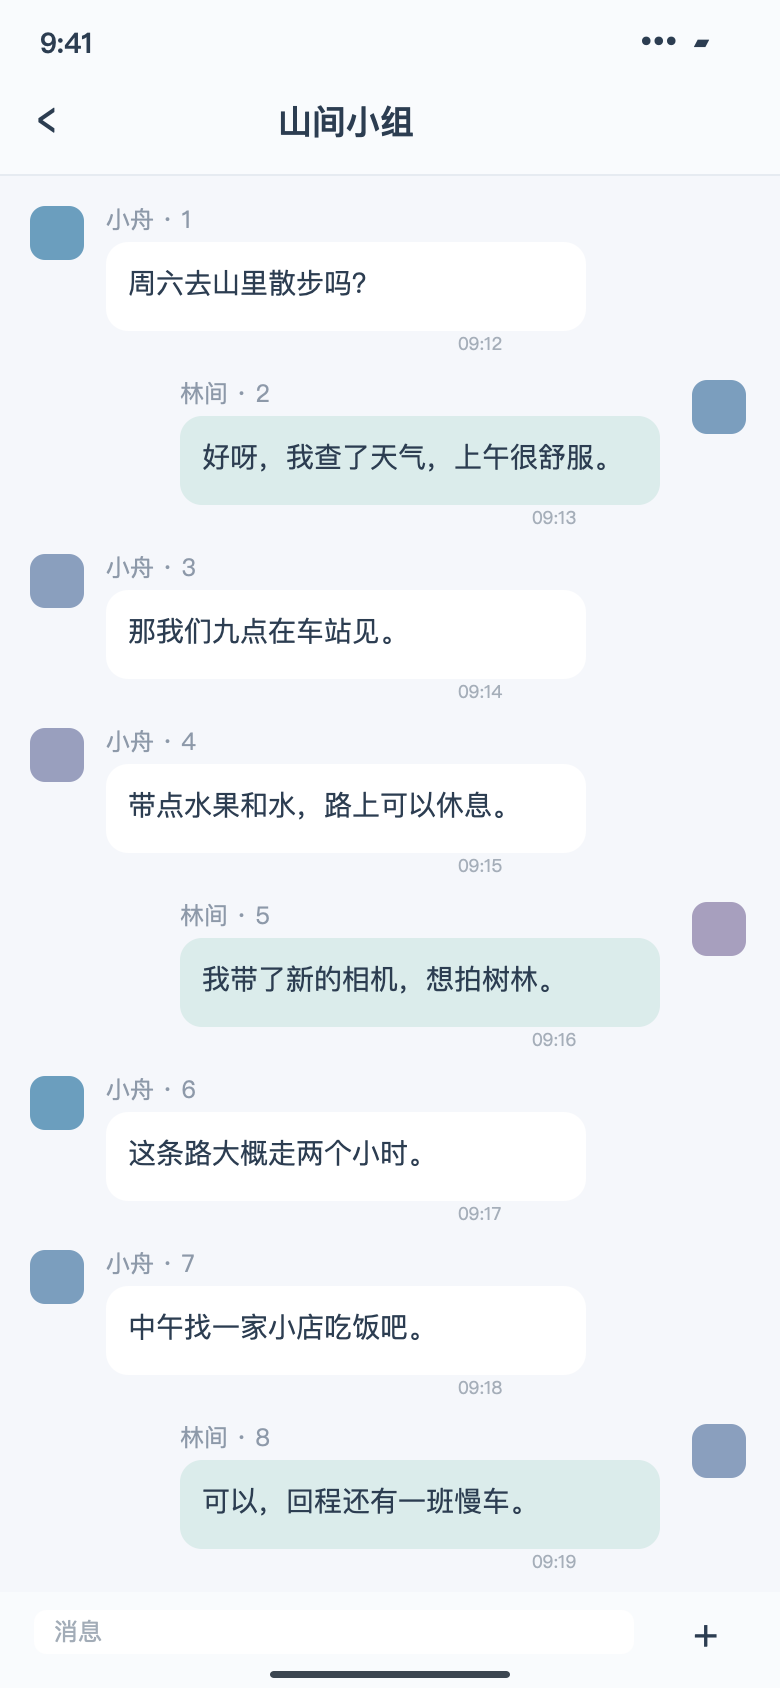 9:41
山间小组
小舟 · 1
周六去山里散步吗?
09:12
林间 · 2
好呀，我查了天气，上午很舒服。
09:13
小舟 · 3
那我们九点在车站见。
09:14
小舟 · 4
带点水果和水，路上可以休息。
09:15
林间 · 5
我带了新的相机，想拍树林。
09:16
小舟 · 6
这条路大概走两个小时。
09:17
小舟 · 7
中午找一家小店吃饭吧。
09:18
林间 · 8
可以，回程还有一班慢车。
09:19
消息